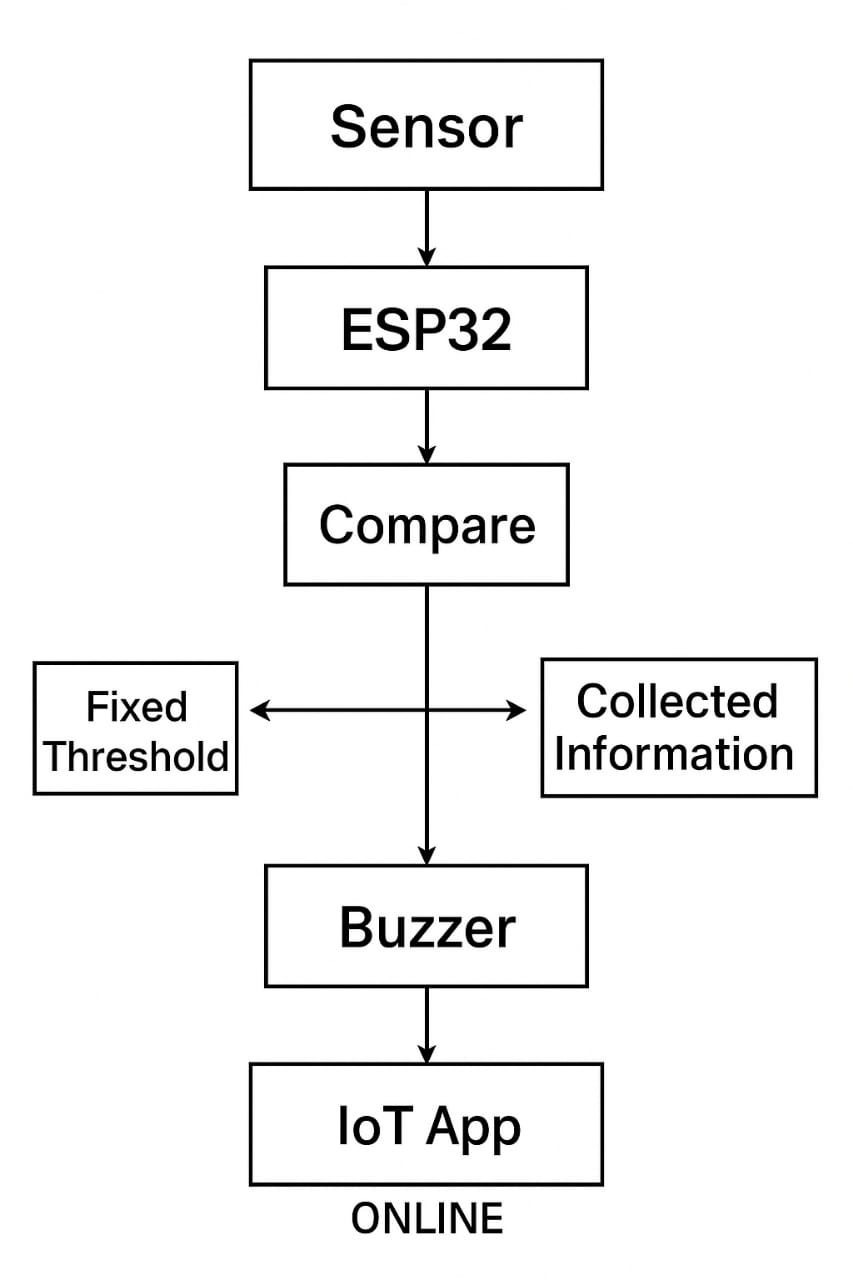 Sensor
ESP32
Compare
Fixed
Threshold
Collected
Information
Buzzer
IoT App
ONLINE